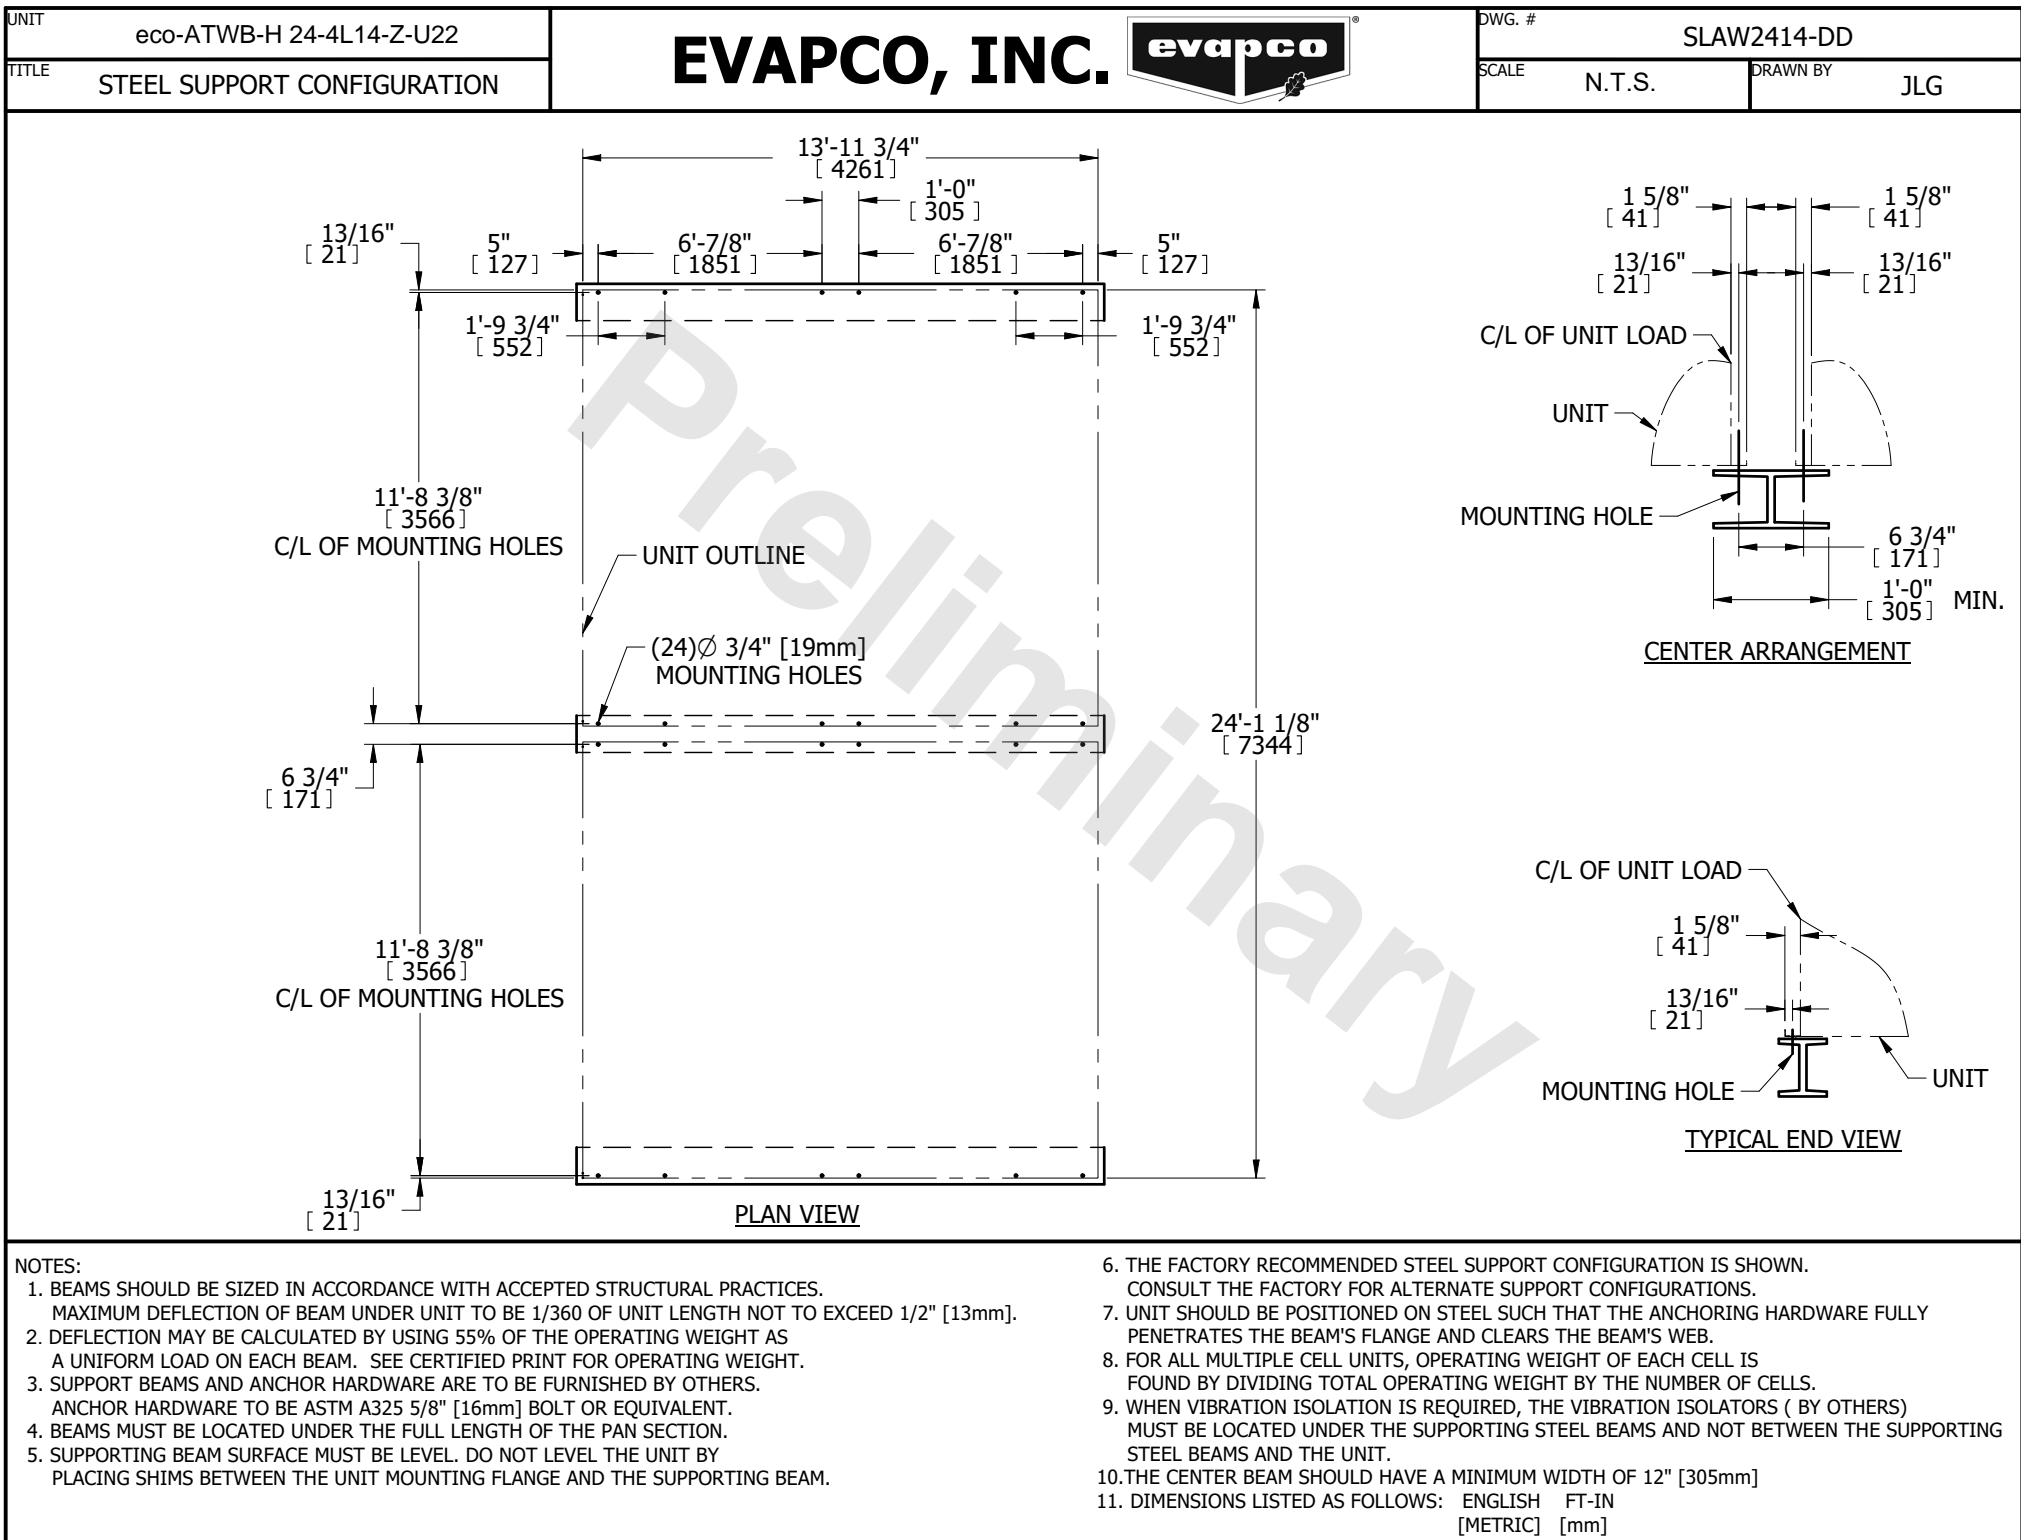 UNIT
eco-ATWB-H 24-4L14-Z-U22
TITLE
STEEL SUPPORT CONFIGURATION
EVAPCO, INC.
evapco
®
DWG. #
SLAW2414-DD
SCALE
N.T.S.
DRAWN BY
JLG
13'-11 3/4"
[ 4261 ]
1'-0"
[ 305 ]
13/16"
[ 21 ]
5"
[ 127 ]
6'-7/8"
[ 1851 ]
6'-7/8"
[ 1851 ]
5"
[ 127 ]
1'-9 3/4"
[ 552 ]
1'-9 3/4"
[ 552 ]
11'-8 3/8"
[ 3566 ]
C/L OF MOUNTING HOLES
UNIT OUTLINE
(24)∅ 3/4" [19mm]
MOUNTING HOLES
6 3/4"
[ 171 ]
24'-1 1/8"
[ 7344 ]
11'-8 3/8"
[ 3566 ]
C/L OF MOUNTING HOLES
13/16"
[ 21 ]
PLAN VIEW
Preliminary
1 5/8"
[ 41 ]
1 5/8"
[ 41 ]
13/16"
[ 21 ]
13/16"
[ 21 ]
C/L OF UNIT LOAD
UNIT
MOUNTING HOLE
6 3/4"
[ 171 ]
1'-0"
[ 305 ] MIN.
CENTER ARRANGEMENT
C/L OF UNIT LOAD
1 5/8"
[ 41 ]
13/16"
[ 21 ]
MOUNTING HOLE
UNIT
TYPICAL END VIEW
NOTES:
1. BEAMS SHOULD BE SIZED IN ACCORDANCE WITH ACCEPTED STRUCTURAL PRACTICES.
MAXIMUM DEFLECTION OF BEAM UNDER UNIT TO BE 1/360 OF UNIT LENGTH NOT TO EXCEED 1/2" [13mm].
2. DEFLECTION MAY BE CALCULATED BY USING 55% OF THE OPERATING WEIGHT AS
A UNIFORM LOAD ON EACH BEAM. SEE CERTIFIED PRINT FOR OPERATING WEIGHT.
3. SUPPORT BEAMS AND ANCHOR HARDWARE ARE TO BE FURNISHED BY OTHERS.
ANCHOR HARDWARE TO BE ASTM A325 5/8" [16mm] BOLT OR EQUIVALENT.
4. BEAMS MUST BE LOCATED UNDER THE FULL LENGTH OF THE PAN SECTION.
5. SUPPORTING BEAM SURFACE MUST BE LEVEL. DO NOT LEVEL THE UNIT BY
PLACING SHIMS BETWEEN THE UNIT MOUNTING FLANGE AND THE SUPPORTING BEAM.
6. THE FACTORY RECOMMENDED STEEL SUPPORT CONFIGURATION IS SHOWN.
CONSULT THE FACTORY FOR ALTERNATE SUPPORT CONFIGURATIONS.
7. UNIT SHOULD BE POSITIONED ON STEEL SUCH THAT THE ANCHORING HARDWARE FULLY
PENETRATES THE BEAM'S FLANGE AND CLEARS THE BEAM'S WEB.
8. FOR ALL MULTIPLE CELL UNITS, OPERATING WEIGHT OF EACH CELL IS
FOUND BY DIVIDING TOTAL OPERATING WEIGHT BY THE NUMBER OF CELLS.
9. WHEN VIBRATION ISOLATION IS REQUIRED, THE VIBRATION ISOLATORS ( BY OTHERS)
MUST BE LOCATED UNDER THE SUPPORTING STEEL BEAMS AND NOT BETWEEN THE SUPPORTING
STEEL BEAMS AND THE UNIT.
10.THE CENTER BEAM SHOULD HAVE A MINIMUM WIDTH OF 12" [305mm]
11. DIMENSIONS LISTED AS FOLLOWS: ENGLISH FT-IN
[METRIC] [mm]